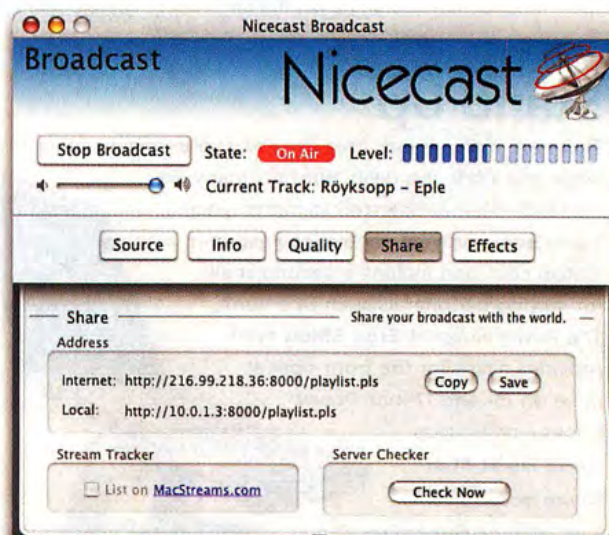 Nicecast Broadcast
Broadcast
Nicecast
Stop Broadcast State: On Air Level:
Current Track: Röyksopp – Eple
Source Info Quality Share Effects
Share Share your broadcast with the world.
Address
Internet: http://216.99.218.36:8000/playlist.pls Copy Save
Local: http://10.0.1.3:8000/playlist.pls
Stream Tracker Server Checker
List on MacStreams.com Check Now